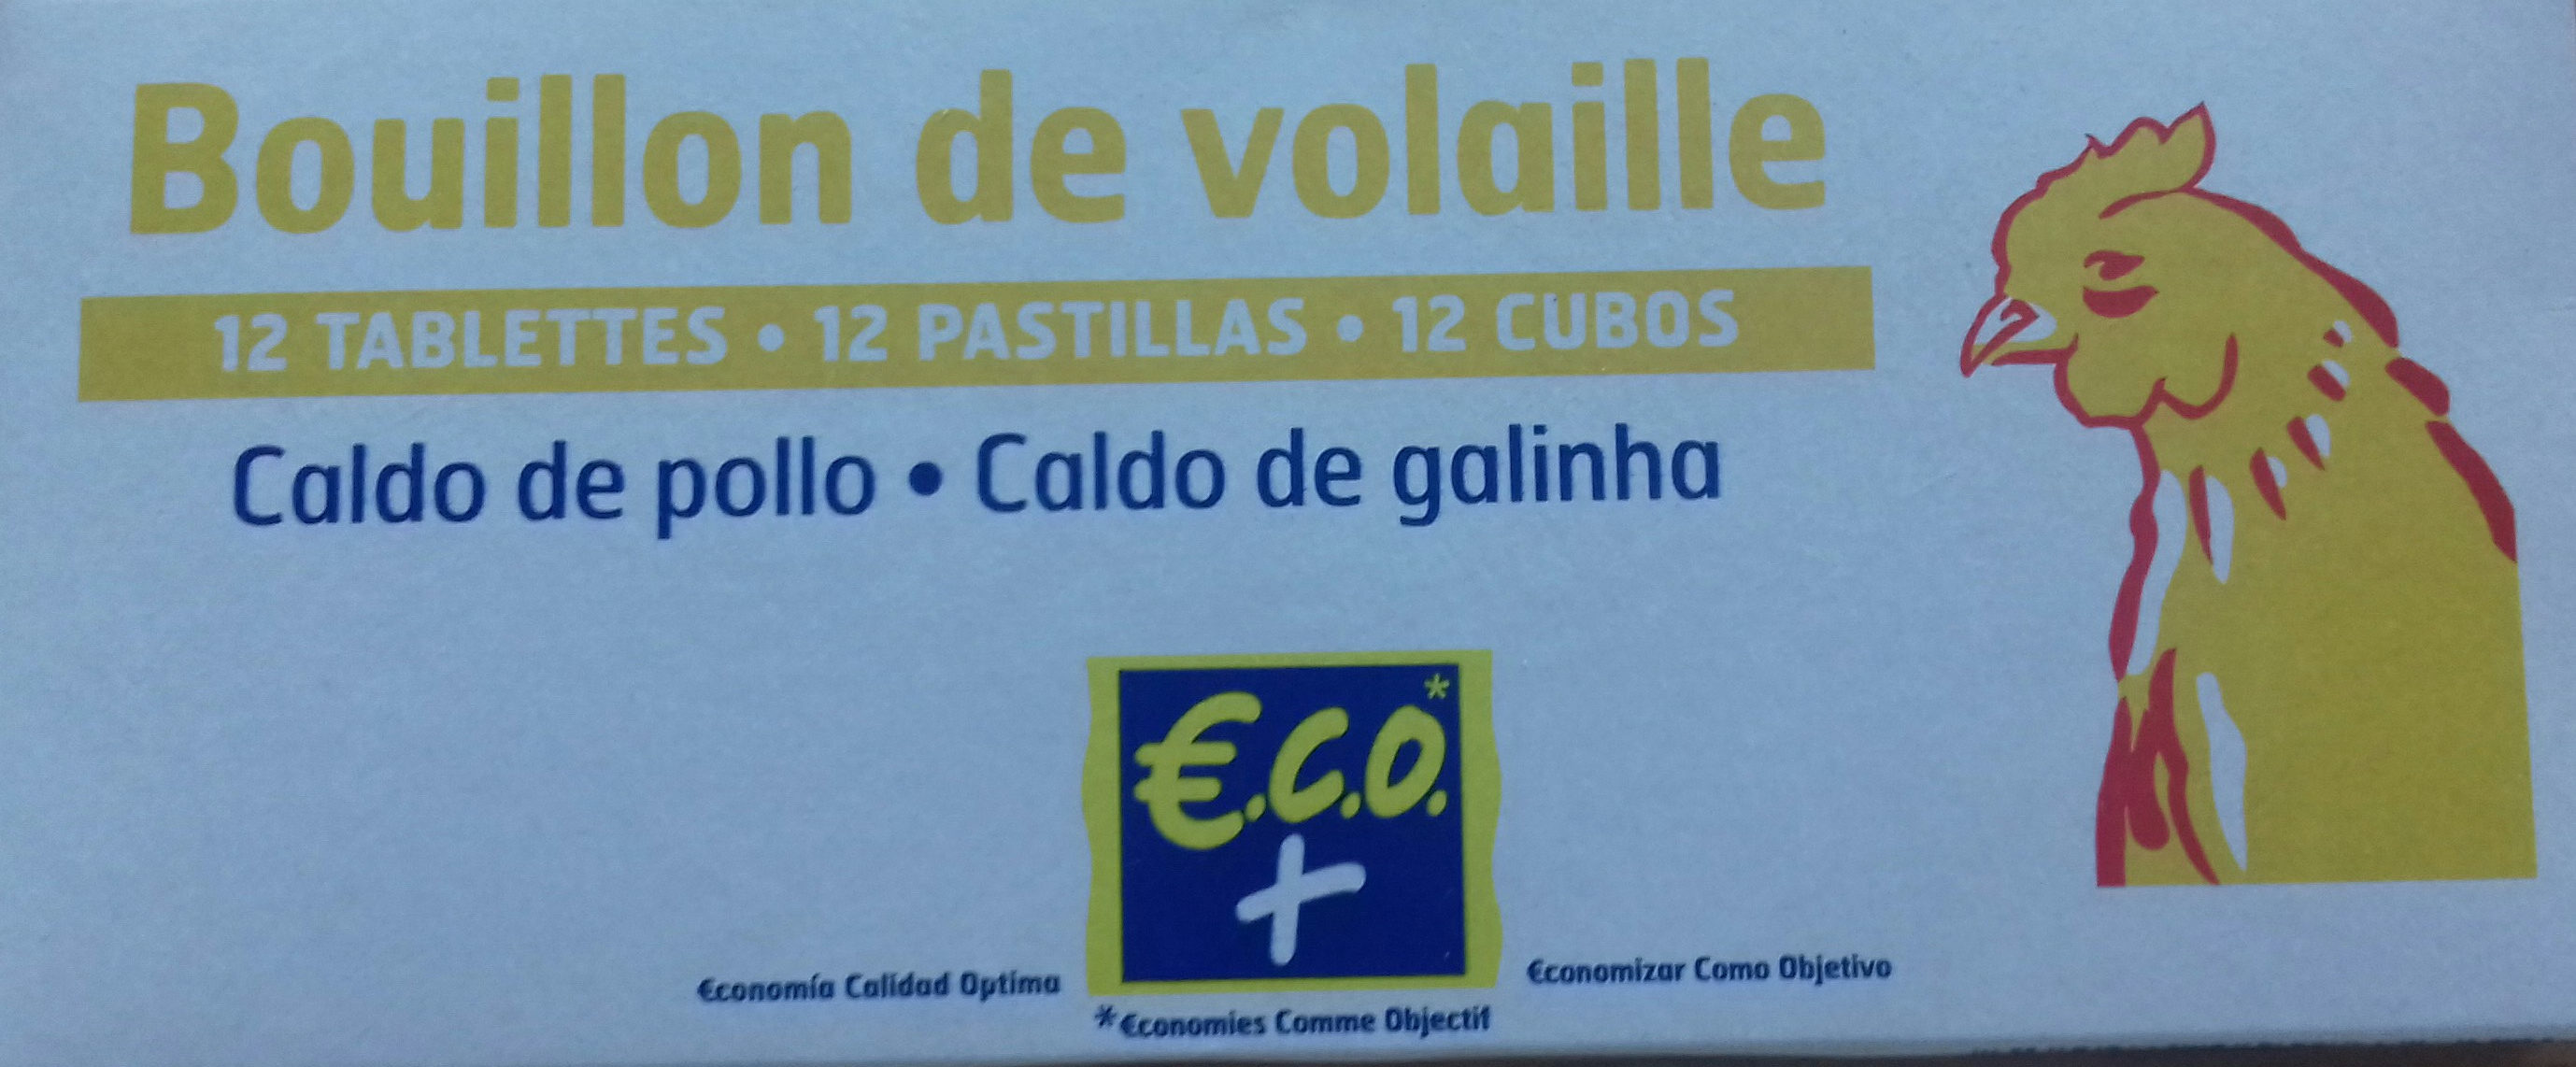 Bouillon de volaille
12 TABLETTES • 12 PASTILLAS • 12 CUBOS
Caldo de pollo • Caldo de galinha
€.C.O.*
+
€conomía Calidad Optima
€conomizar Como Objetivo
*€conomies Comme Objectif